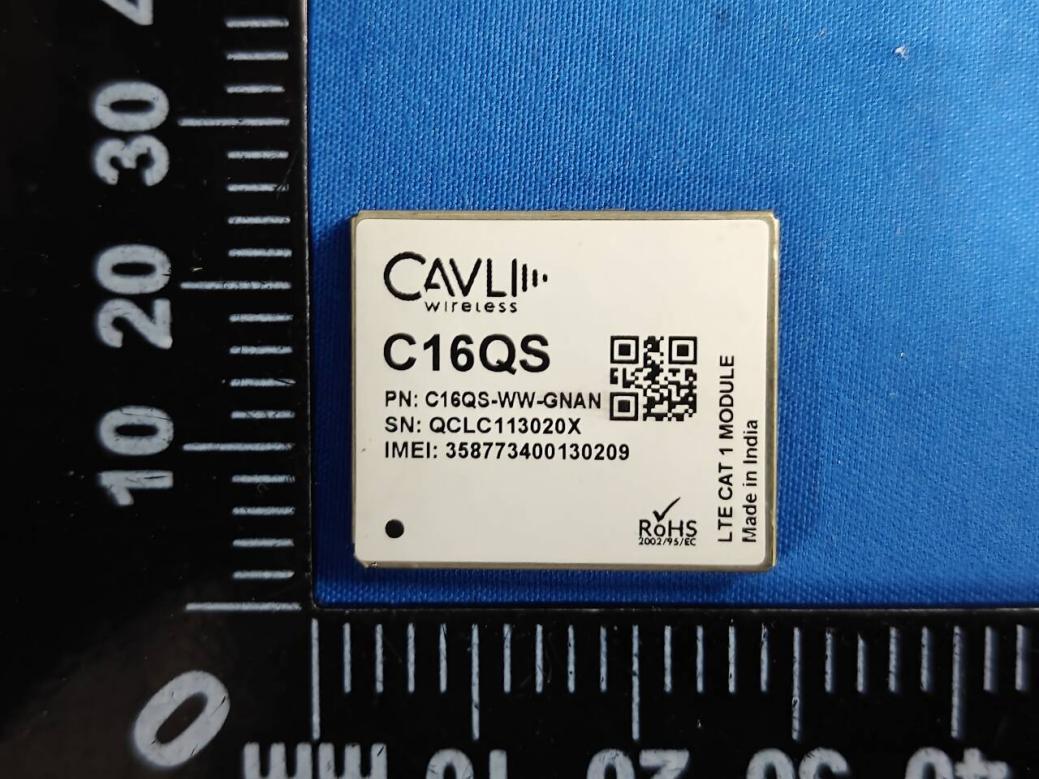 CAVLI
wireless
C16QS
PN: C16QS-WW-GNAN
SN: QCLC113020X
IMEI: 358773400130209
RoHS
2002/95/EC
LTE CAT 1 MODULE
Made in India
30
20
10
0
mm
10
20
30
40